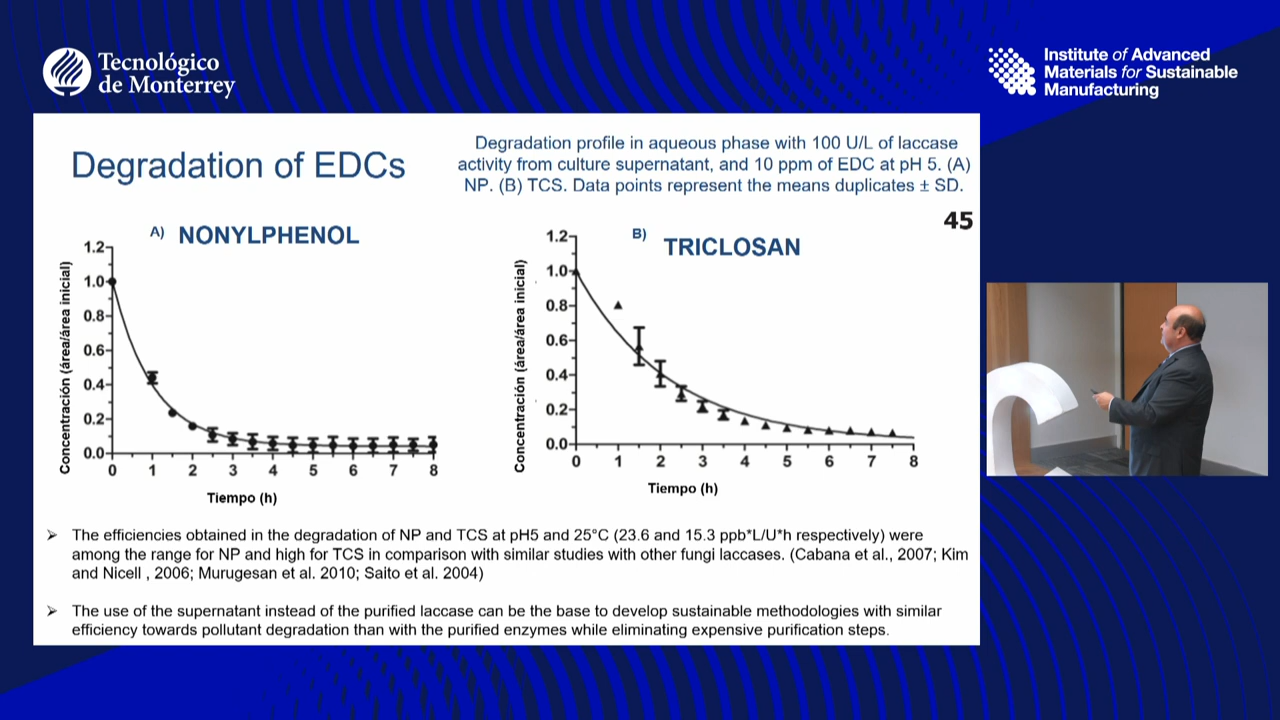 Tecnológico
de Monterrey
Institute of Advanced
Materials for Sustainable
Manufacturing
Degradation of EDCs
Degradation profile in aqueous phase with 100 U/L of laccase
activity from culture supernatant, and 10 ppm of EDC at pH 5. (A)
NP. (B) TCS. Data points represent the means duplicates ± SD.
45
A) NONYLPHENOL
Concentración (área/área inicial)
1.2
1.0
0.8
0.6
0.4
0.2
0.0
0 1 2 3 4 5 6 7 8
Tiempo (h)
B) TRICLOSAN
Concentración (área/área inicial)
1.2
1.0
0.8
0.6
0.4
0.2
0.0
0 1 2 3 4 5 6 7 8
Tiempo (h)
➢ The efficiencies obtained in the degradation of NP and TCS at pH5 and 25°C (23.6 and 15.3 ppb*L/U*h respectively) were
among the range for NP and high for TCS in comparison with similar studies with other fungi laccases. (Cabana et al., 2007; Kim
and Nicell , 2006; Murugesan et al. 2010; Saito et al. 2004)
➢ The use of the supernatant instead of the purified laccase can be the base to develop sustainable methodologies with similar
efficiency towards pollutant degradation than with the purified enzymes while eliminating expensive purification steps.